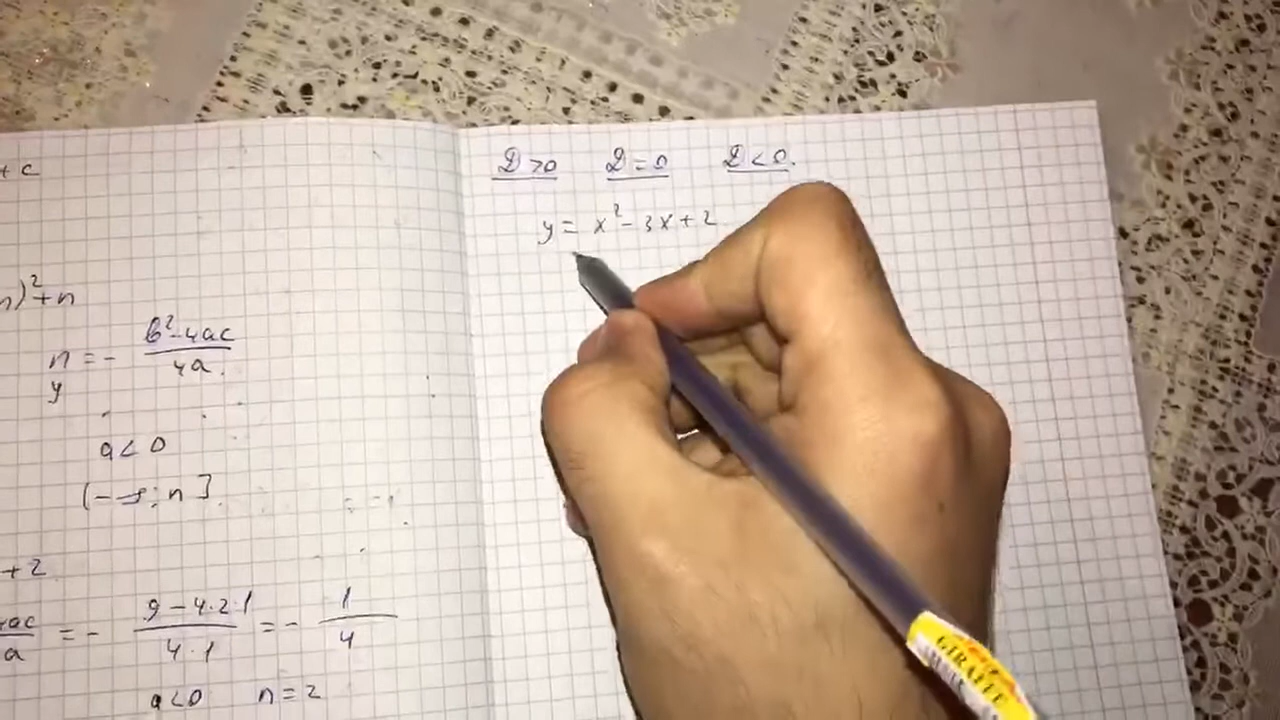 + c
)²+n
n = - b²-4ac / 4a
y
a < 0
(-∞; n]
+ 2
4ac / a = - 9 - 4·2·1 / 4·1 = - 1 / 4
a<0 n = 2
D>0 D=0 D<0.
y = x² - 3x + 2
GIRAFFE